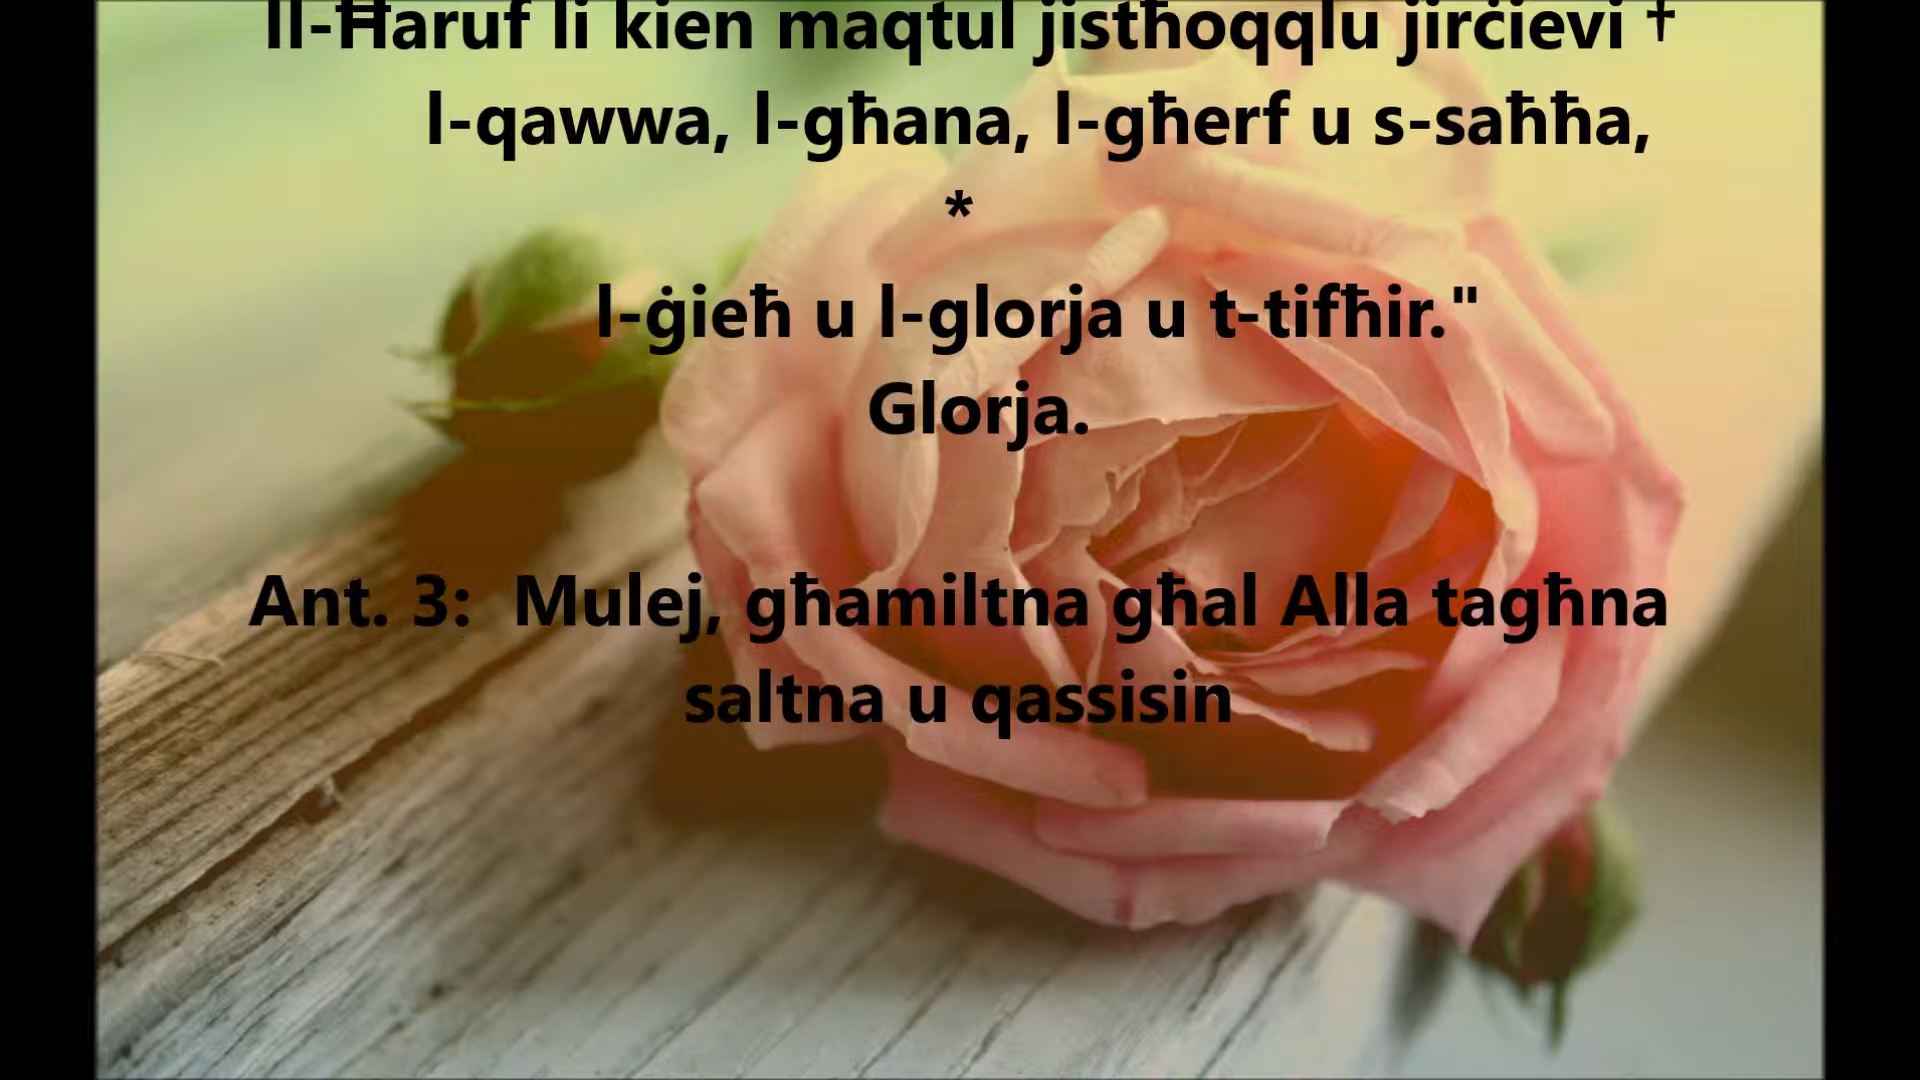 Il-Ħaruf li kien maqtul jistħoqqlu jirċievi †
l-qawwa, l-għana, l-għerf u s-saħħa,
*
l-ġieħ u l-glorja u t-tifħir."
Glorja.
Ant. 3:  Mulej, għamiltna għal Alla tagħna
saltna u qassisin